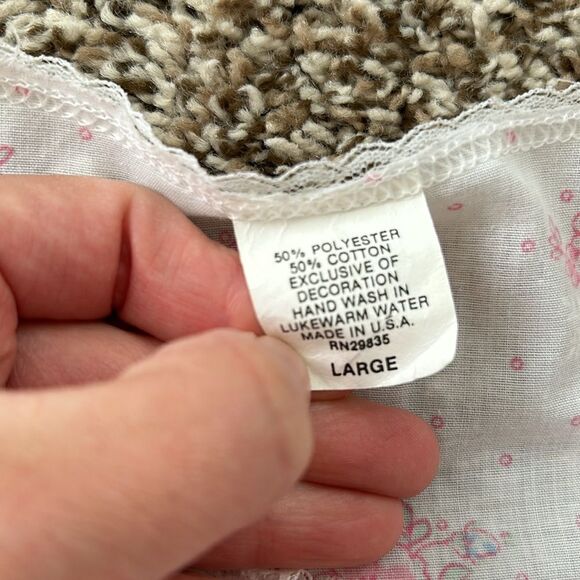 50% POLYESTER
50% COTTON
EXCLUSIVE OF
DECORATION
HAND WASH IN
LUKEWARM WATER
MADE IN U.S.A.
RN29835
LARGE